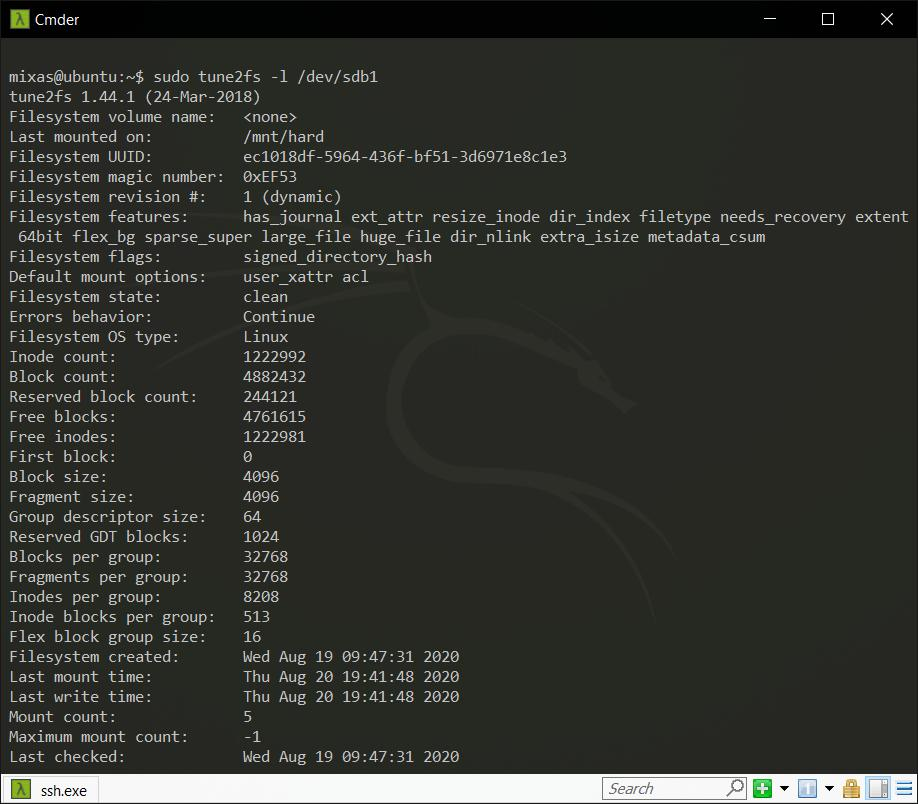 Cmder
mixas@ubuntu:~$ sudo tune2fs -l /dev/sdb1
tune2fs 1.44.1 (24-Mar-2018)
Filesystem volume name:   <none>
Last mounted on:          /mnt/hard
Filesystem UUID:          ec1018df-5964-436f-bf51-3d6971e8c1e3
Filesystem magic number:  0xEF53
Filesystem revision #:    1 (dynamic)
Filesystem features:      has_journal ext_attr resize_inode dir_index filetype needs_recovery extent
 64bit flex_bg sparse_super large_file huge_file dir_nlink extra_isize metadata_csum
Filesystem flags:         signed_directory_hash
Default mount options:    user_xattr acl
Filesystem state:         clean
Errors behavior:          Continue
Filesystem OS type:       Linux
Inode count:              1222992
Block count:              4882432
Reserved block count:     244121
Free blocks:              4761615
Free inodes:              1222981
First block:              0
Block size:               4096
Fragment size:            4096
Group descriptor size:    64
Reserved GDT blocks:      1024
Blocks per group:         32768
Fragments per group:      32768
Inodes per group:         8208
Inode blocks per group:   513
Flex block group size:    16
Filesystem created:       Wed Aug 19 09:47:31 2020
Last mount time:          Thu Aug 20 19:41:48 2020
Last write time:          Thu Aug 20 19:41:48 2020
Mount count:              5
Maximum mount count:      -1
Last checked:             Wed Aug 19 09:47:31 2020
λ ssh.exe Search 1